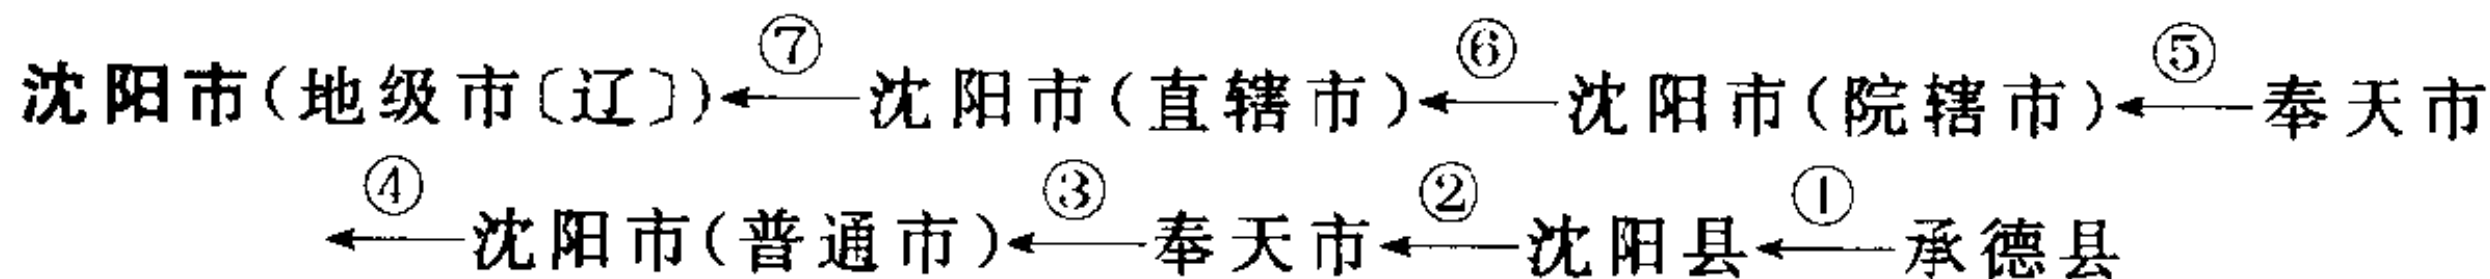 沈阳市(地级市〔辽〕)←⑦沈阳市(直辖市)←⑥沈阳市(院辖市)←⑤奉天市
←④沈阳市(普通市)←③奉天市←②沈阳县←①承德县